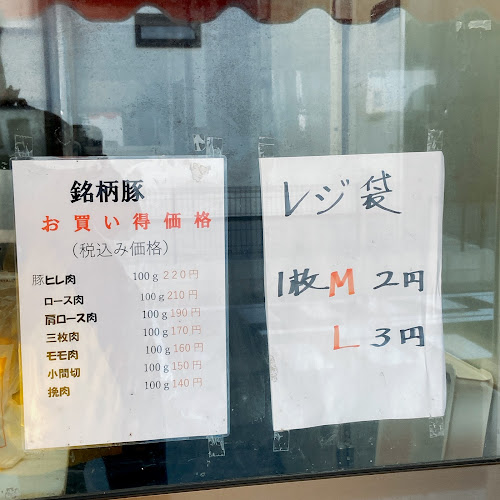 銘柄豚
お買い得価格
(税込み価格)
豚ヒレ肉 100g 220円
ロース肉 100g 210円
肩ロース肉 100g 190円
三枚肉 100g 170円
モモ肉 100g 160円
小間切 100g 150円
挽肉 100g 140円
レジ袋
1枚 M 2円
L 3円